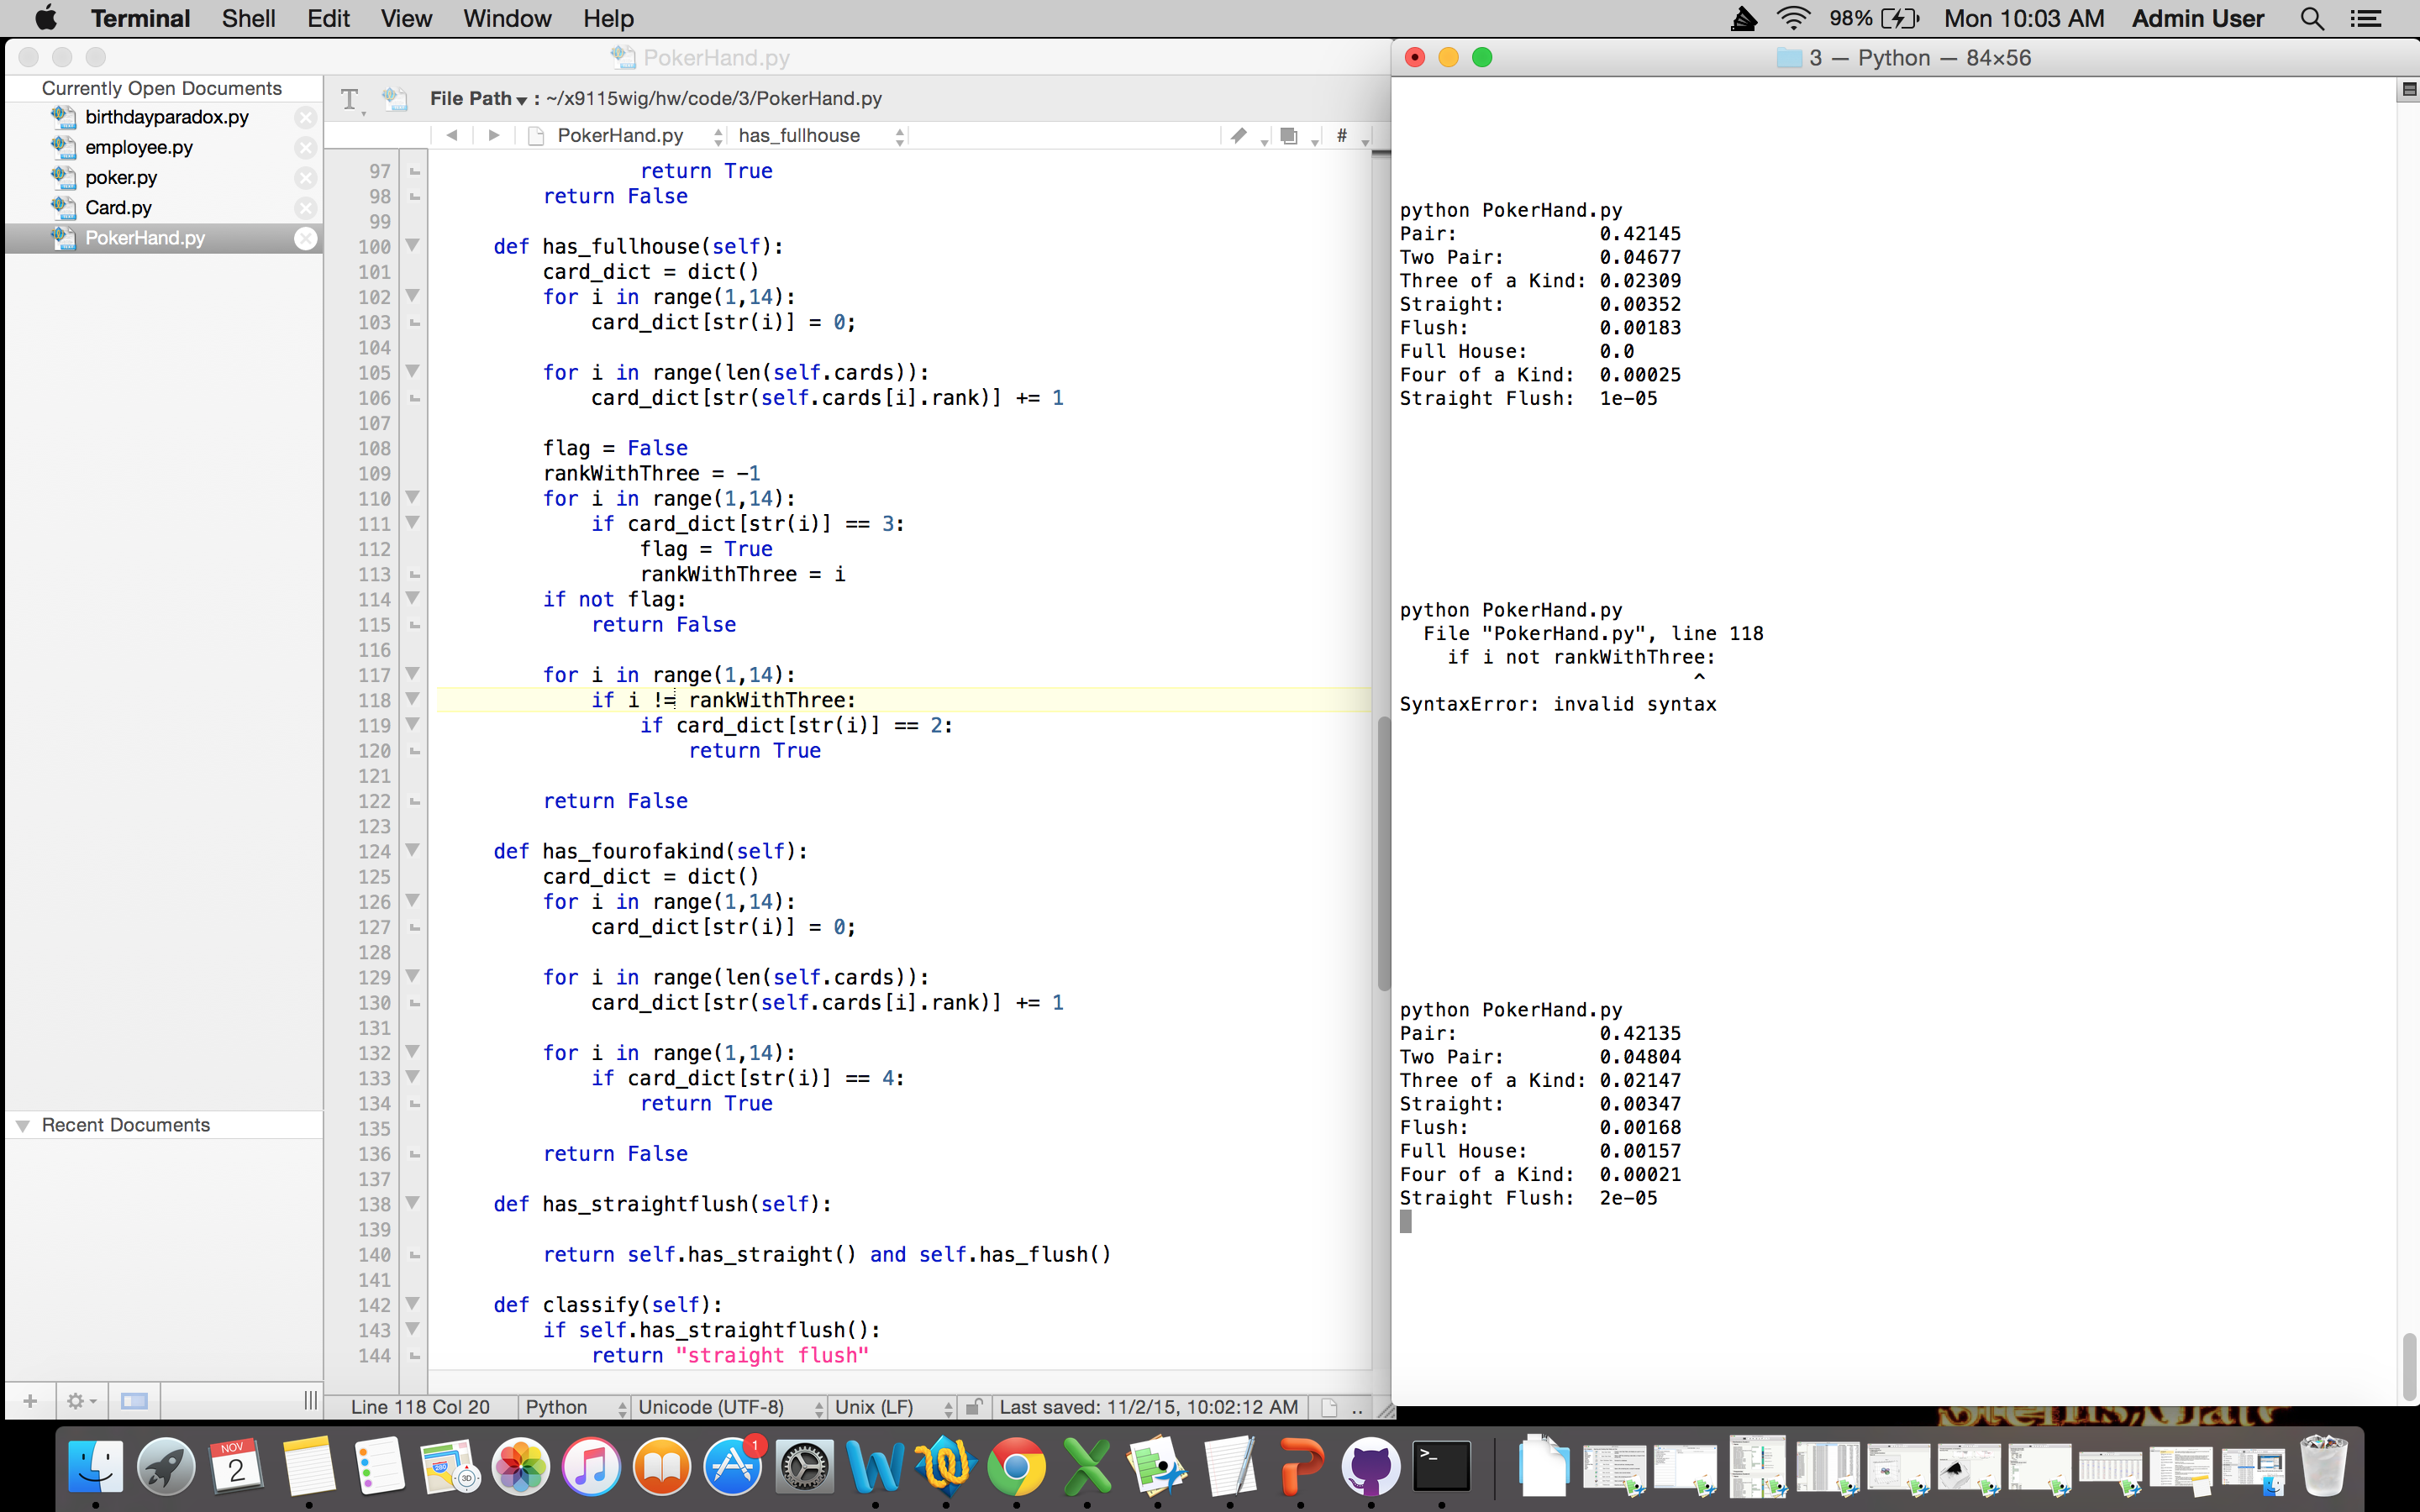 Terminal Shell Edit View Window Help 98% Mon 10:03 AM Admin User
PokerHand.py
Currently Open Documents
birthdayparadox.py
employee.py
poker.py
Card.py
PokerHand.py
Recent Documents
File Path : ~/x9115wig/hw/code/3/PokerHand.py
PokerHand.py has_fullhouse #
97             return True
98     return False
99
100 def has_fullhouse(self):
101     card_dict = dict()
102     for i in range(1,14):
103         card_dict[str(i)] = 0;
104
105     for i in range(len(self.cards)):
106         card_dict[str(self.cards[i].rank)] += 1
107
108     flag = False
109     rankWithThree = -1
110     for i in range(1,14):
111         if card_dict[str(i)] == 3:
112             flag = True
113             rankWithThree = i
114     if not flag:
115         return False
116
117     for i in range(1,14):
118         if i != rankWithThree:
119             if card_dict[str(i)] == 2:
120                 return True
121
122     return False
123
124 def has_fourofakind(self):
125     card_dict = dict()
126     for i in range(1,14):
127         card_dict[str(i)] = 0;
128
129     for i in range(len(self.cards)):
130         card_dict[str(self.cards[i].rank)] += 1
131
132     for i in range(1,14):
133         if card_dict[str(i)] == 4:
134             return True
135
136     return False
137
138 def has_straightflush(self):
139
140     return self.has_straight() and self.has_flush()
141
142 def classify(self):
143     if self.has_straightflush():
144         return "straight flush"
Line 118 Col 20 Python Unicode (UTF-8) Unix (LF) Last saved: 11/2/15, 10:02:12 AM ..
3 — Python — 84×56
python PokerHand.py
Pair: 0.42145
Two Pair: 0.04677
Three of a Kind: 0.02309
Straight: 0.00352
Flush: 0.00183
Full House: 0.0
Four of a Kind: 0.00025
Straight Flush: 1e-05
python PokerHand.py
File "PokerHand.py", line 118
if i not rankWithThree:
^
SyntaxError: invalid syntax
python PokerHand.py
Pair: 0.42135
Two Pair: 0.04804
Three of a Kind: 0.02147
Straight: 0.00347
Flush: 0.00168
Full House: 0.00157
Four of a Kind: 0.00021
Straight Flush: 2e-05
NOV
2
1